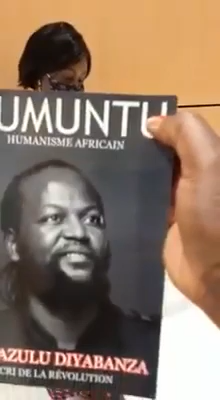 UMUNTU
HUMANISME AFRICAIN
AZULU DIYABANZA
CRI DE LA RÉVOLUTION